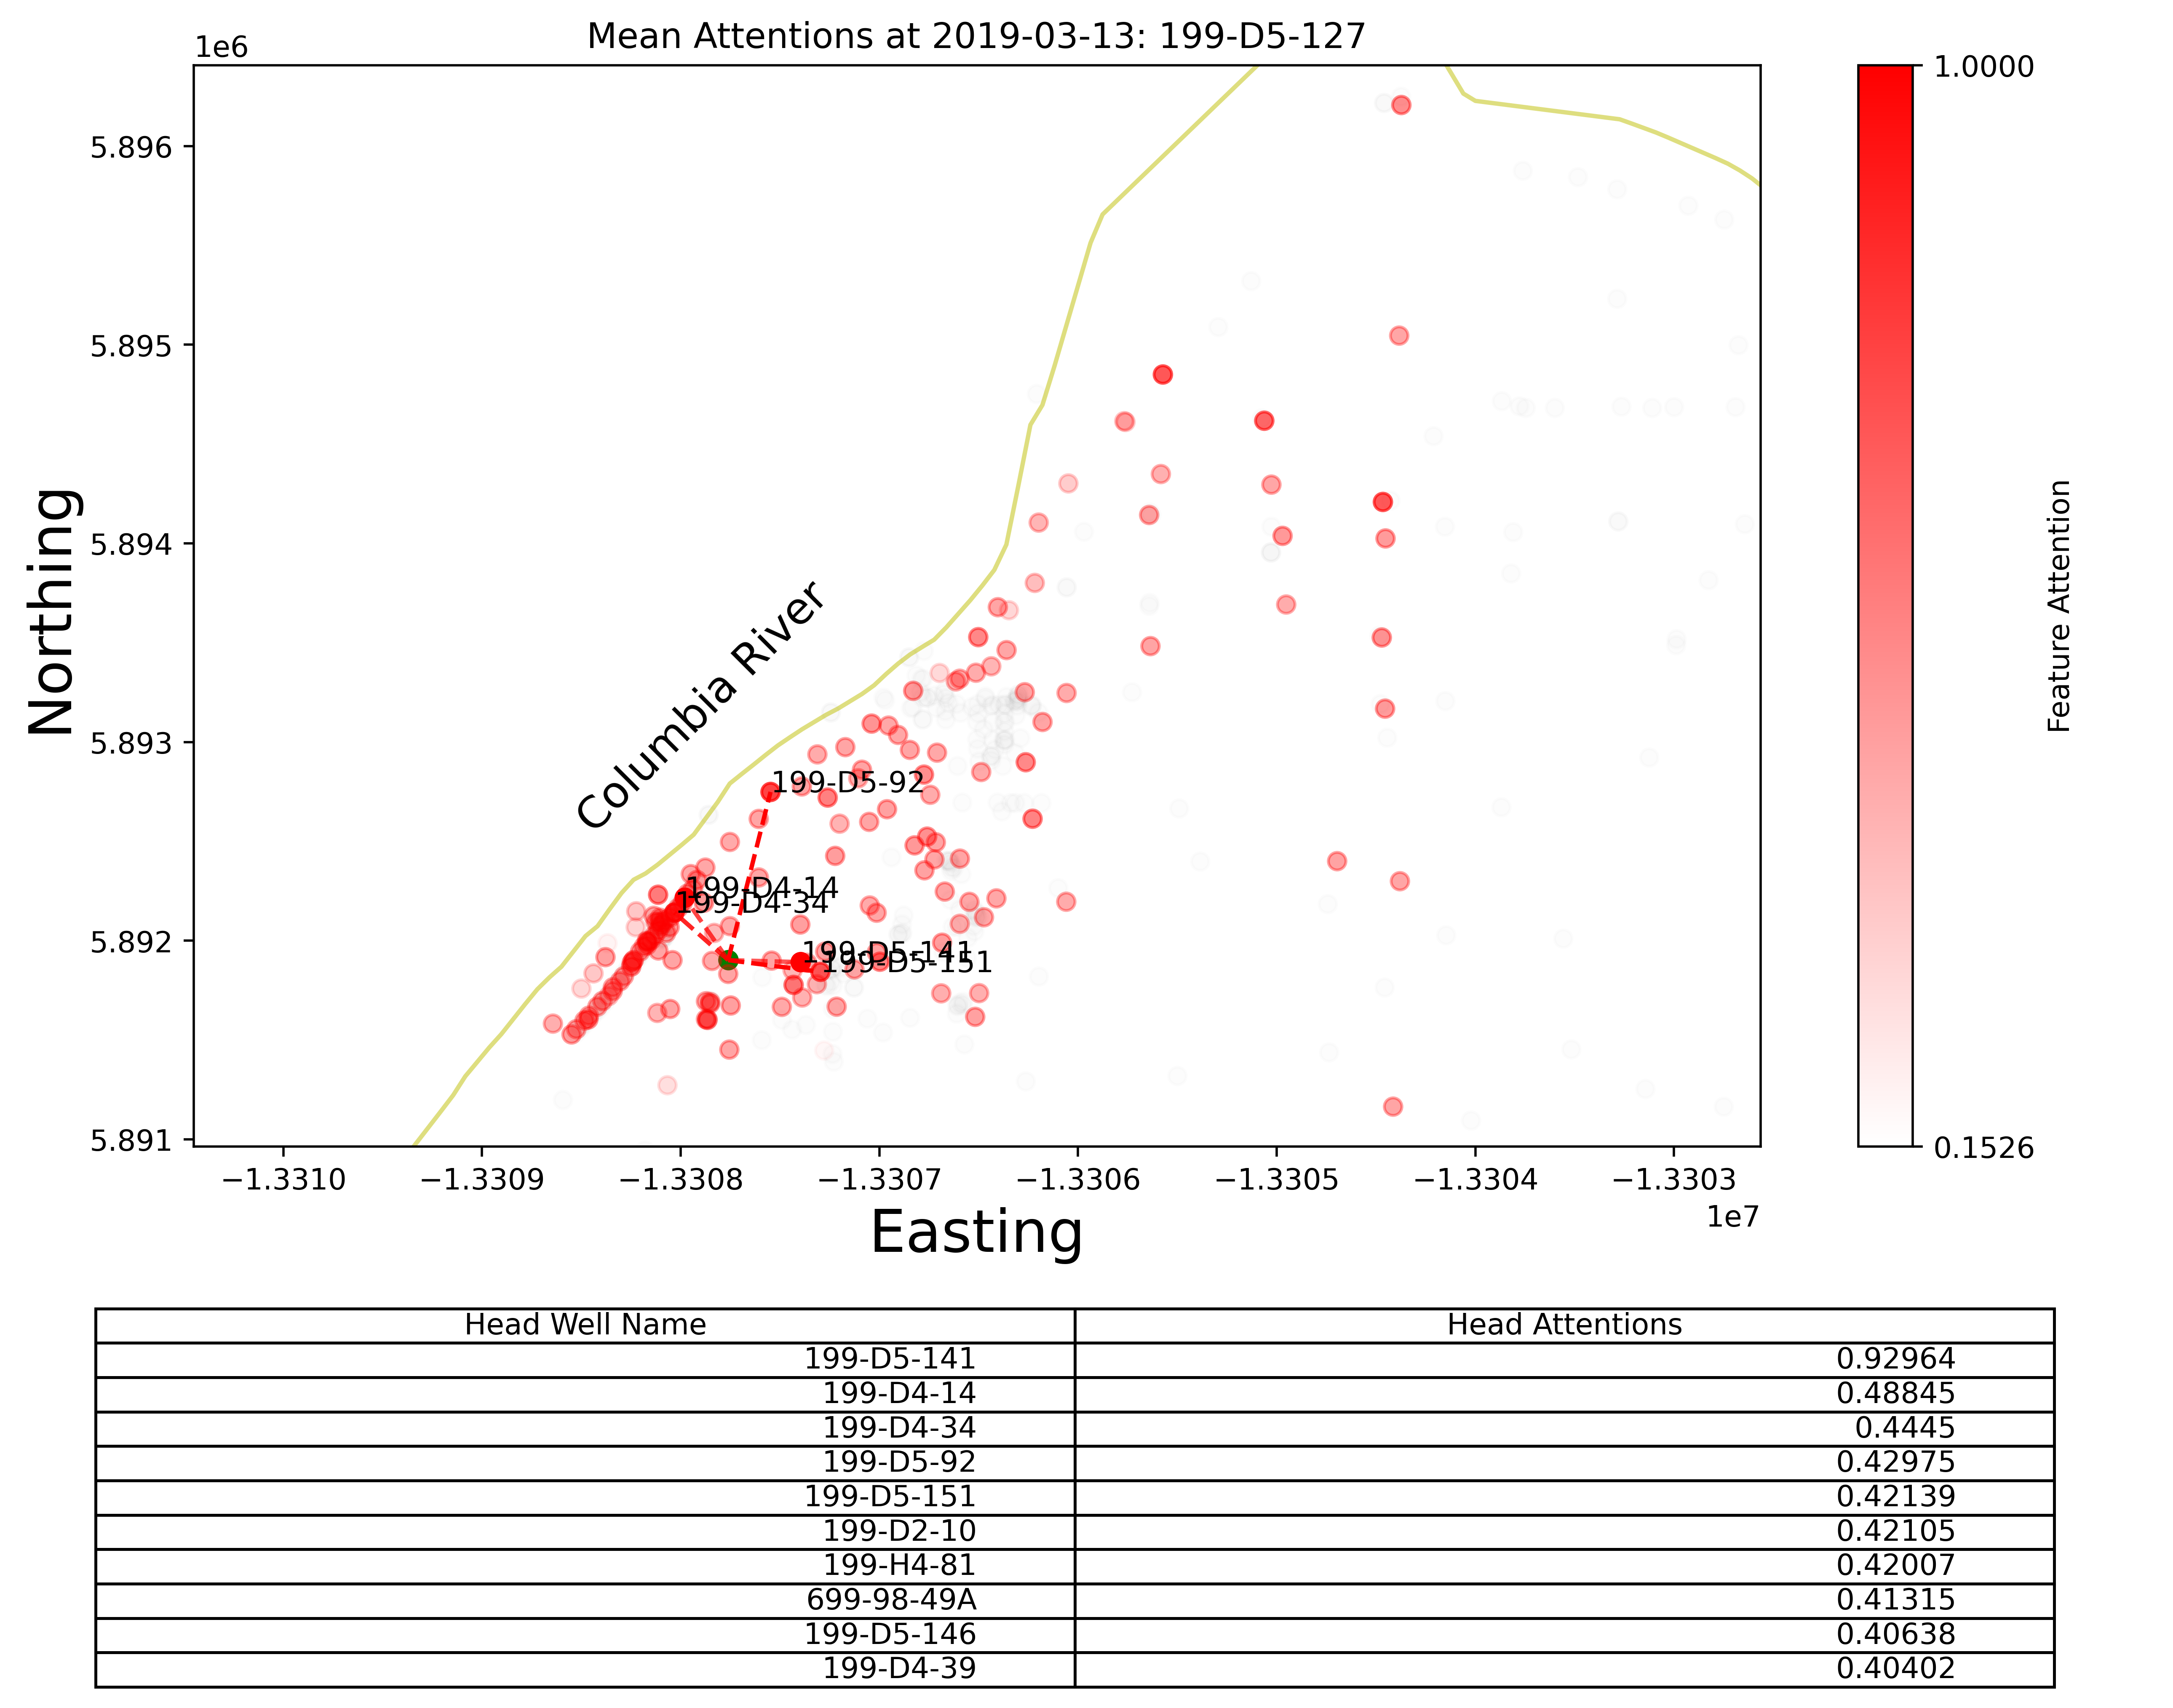 Mean Attentions at 2019-03-13: 199-D5-127
1e6
1.0000
5.896
5.895
5.894
5.893
5.892
5.891
Northing
Columbia River
199-D5-92
199-D4-14
199-D4-34
199-D5-141
199-D5-151
Feature Attention
0.1526
−1.3310 −1.3309 −1.3308 −1.3307 −1.3306 −1.3305 −1.3304 −1.3303
1e7
Easting
Head Well Name Head Attentions
199-D5-141 0.92964
199-D4-14 0.48845
199-D4-34 0.4445
199-D5-92 0.42975
199-D5-151 0.42139
199-D2-10 0.42105
199-H4-81 0.42007
699-98-49A 0.41315
199-D5-146 0.40638
199-D4-39 0.40402